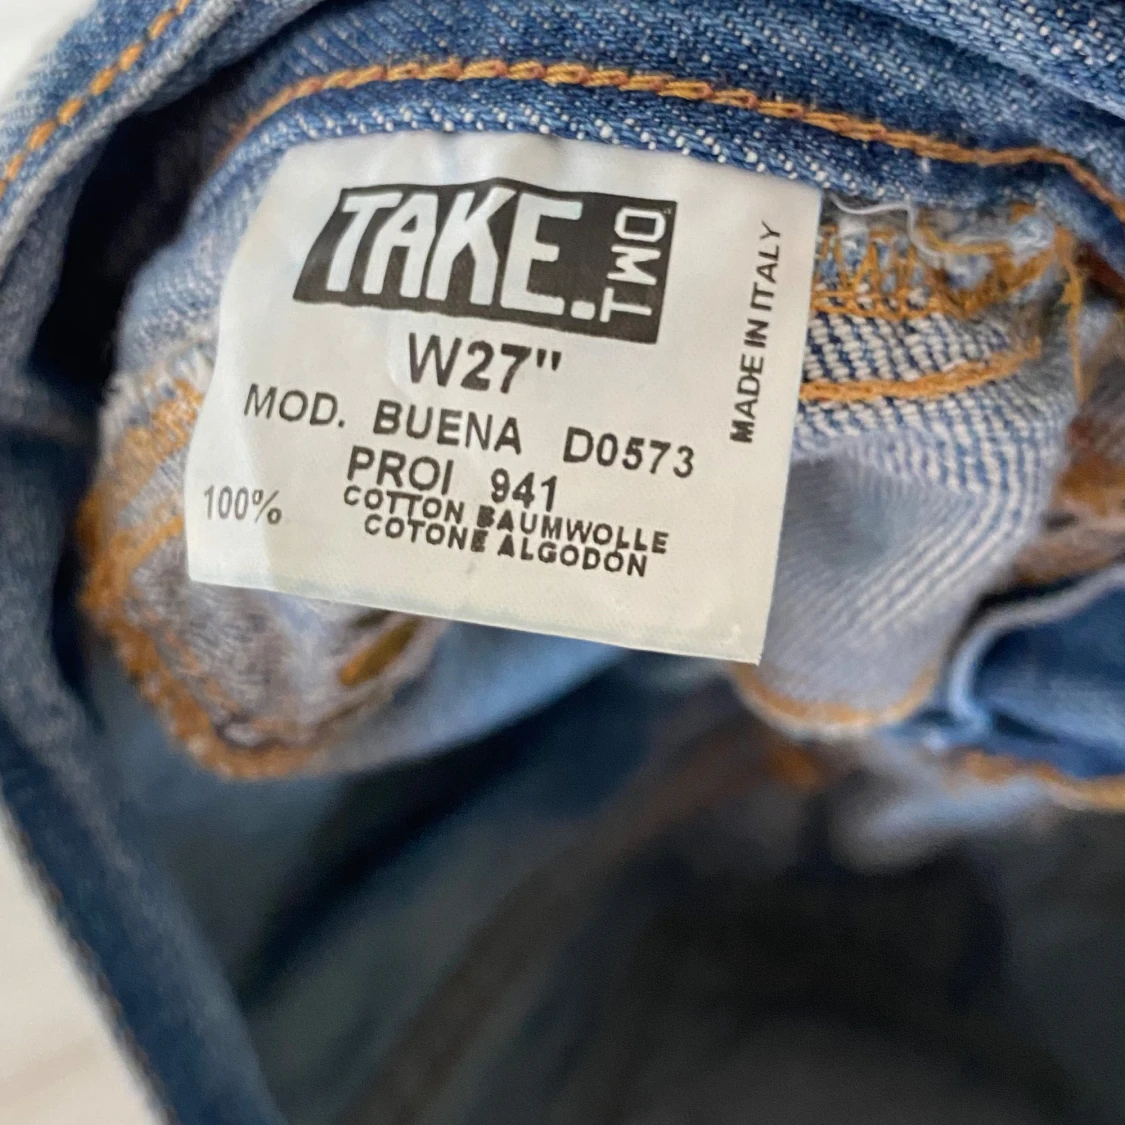 TAKE. TWO
W27"
MOD. BUENA D0573
PROI 941
100% COTTON BAUMWOLLE
COTONE ALGODON
MADE IN ITALY